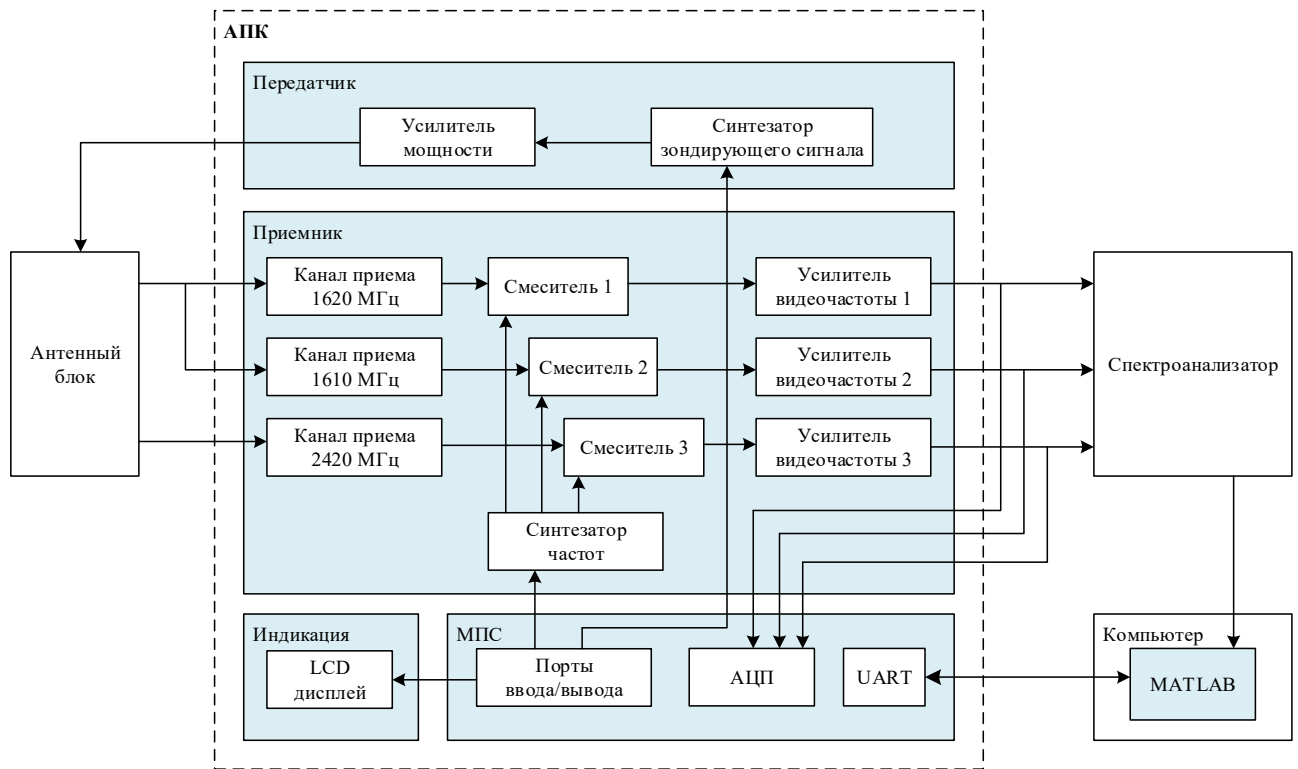 АПК
Передатчик
Усилитель
мощности
Синтезатор
зондирующего сигнала
Приемник
Канал приема
1620 МГц
Смеситель 1
Усилитель
видеочастоты 1
Канал приема
1610 МГц
Смеситель 2
Усилитель
видеочастоты 2
Канал приема
2420 МГц
Смеситель 3
Усилитель
видеочастоты 3
Синтезатор
частот
Антенный
блок
Спектроанализатор
Индикация
LCD
дисплей
МПС
Порты
ввода/вывода
АЦП
UART
Компьютер
MATLAB